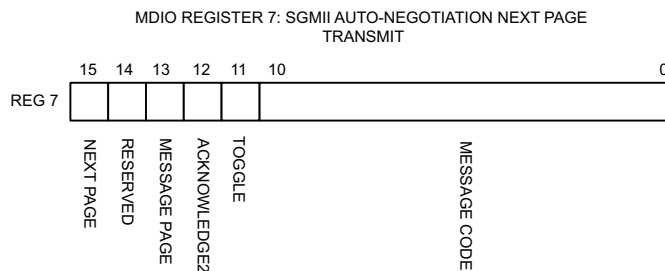 MDIO REGISTER 7: SGMII AUTO-NEGOTIATION NEXT PAGE
TRANSMIT
15 14 13 12 11 10 0
REG 7
NEXT PAGE
RESERVED
MESSAGE PAGE
ACKNOWLEDGE2
TOGGLE
MESSAGE CODE